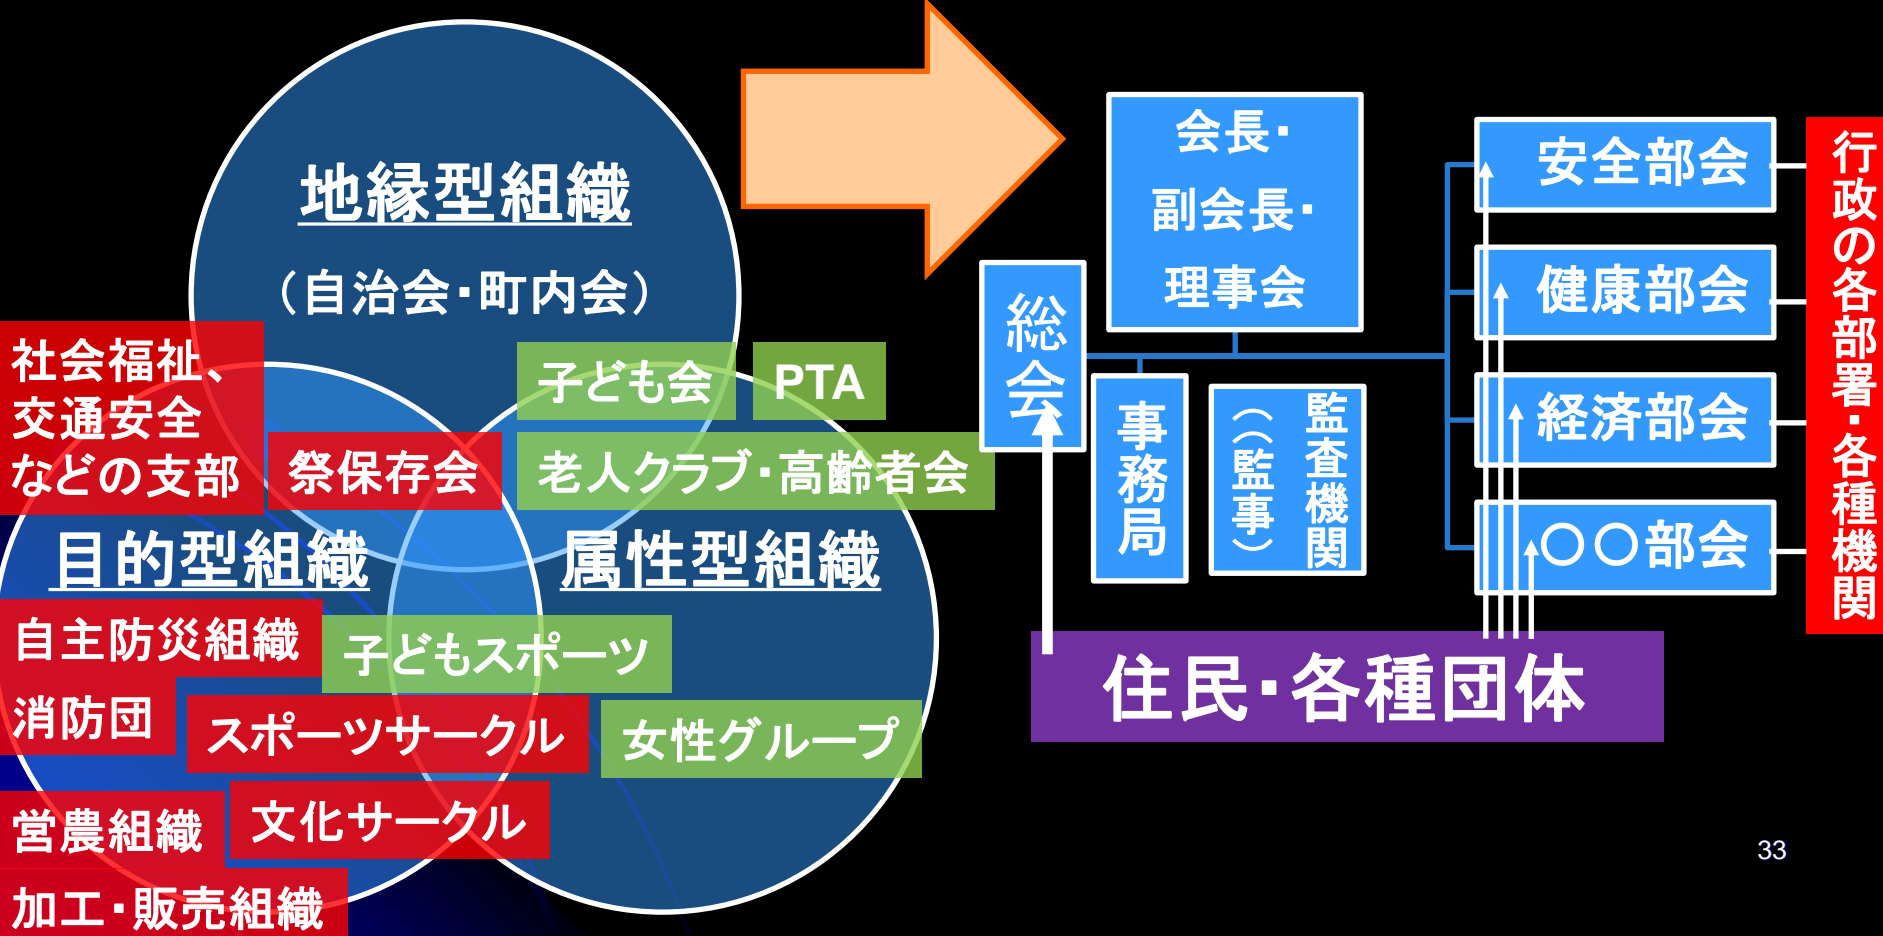 地縁型組織
（自治会・町内会）
社会福祉、
交通安全
などの支部
祭保存会
子ども会
PTA
老人クラブ・高齢者会
目的型組織
属性型組織
自主防災組織
子どもスポーツ
消防団
スポーツサークル
女性グループ
営農組織
文化サークル
加工・販売組織
総会
会長・
副会長・
理事会
事務局
監査機関
（（監事）
安全部会
健康部会
経済部会
〇〇部会
行政の各部署・各種機関
住民・各種団体
33